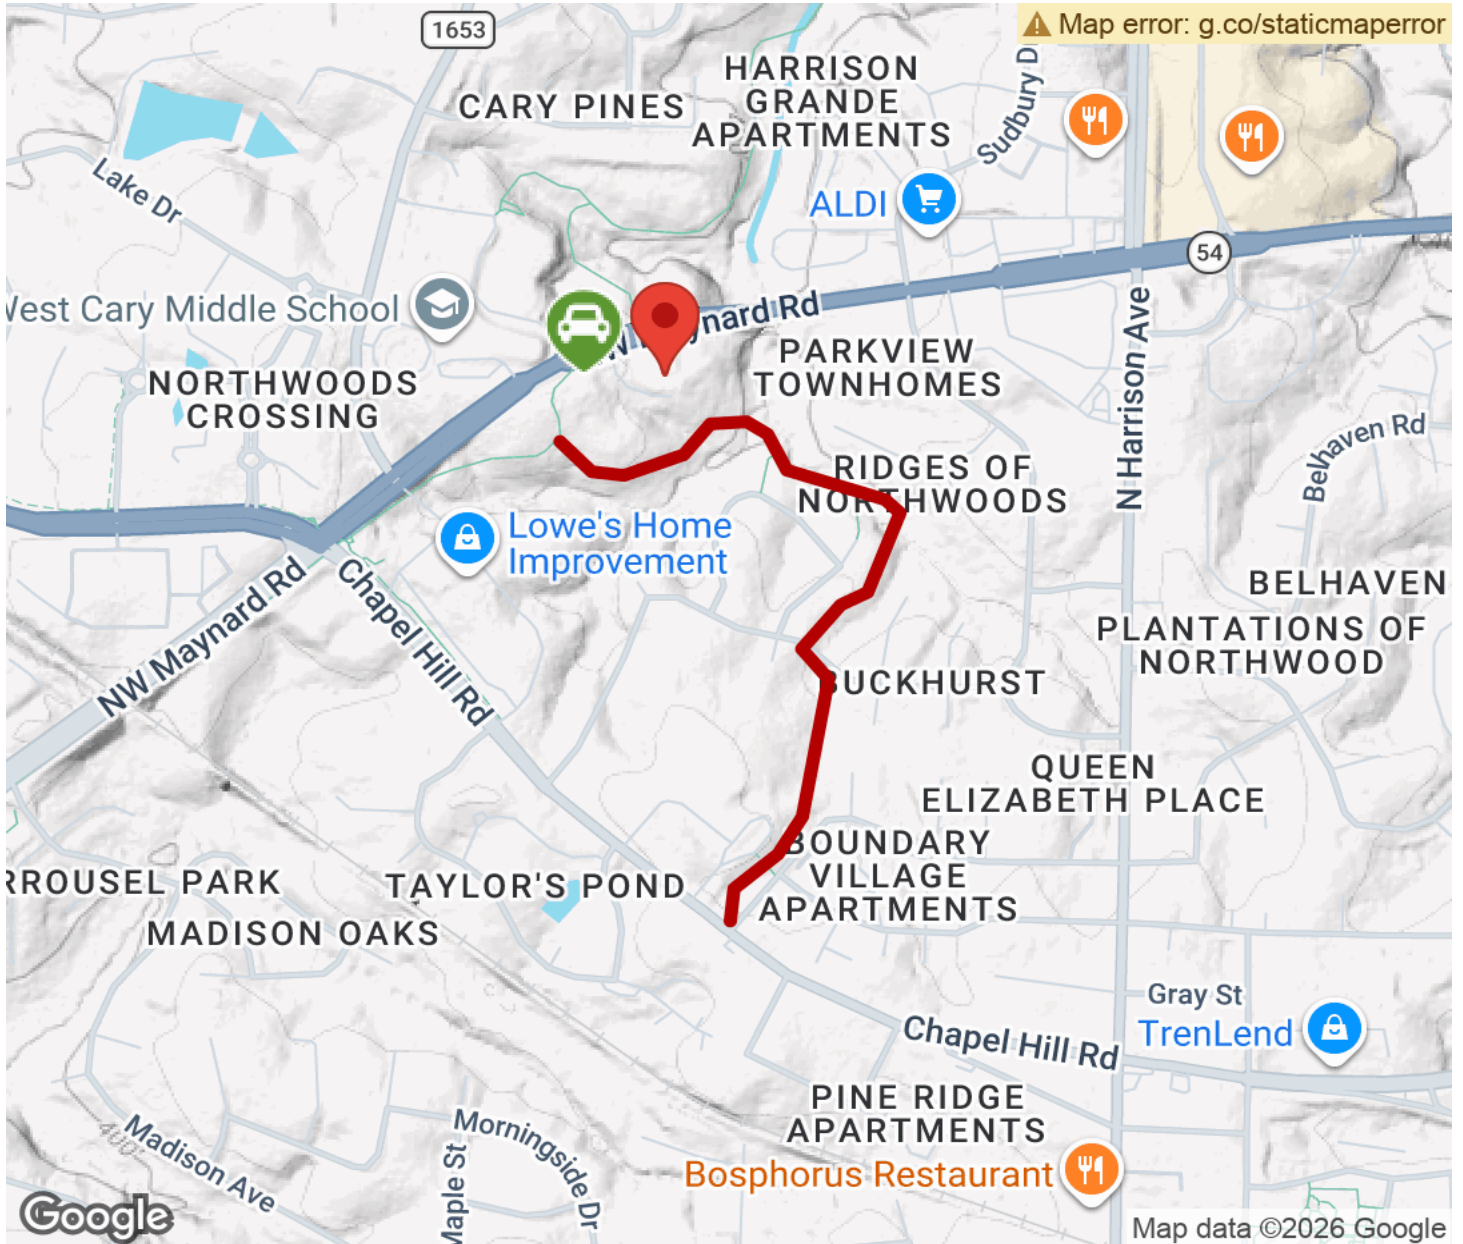 1653
Map error: g.co/staticmaperror
HARRISON
GRANDE
APARTMENTS
CARY PINES
Sudbury D
Lake Dr
ALDI
54
West Cary Middle School
N Maynard Rd
PARKVIEW
TOWNHOMES
NORTHWOODS
CROSSING
N Harrison Ave
Belhaven Rd
RIDGES OF
NORTHWOODS
Lowe's Home
Improvement
NW Maynard Rd
Chapel Hill Rd
BELHAVEN
PLANTATIONS OF
NORTHWOOD
BUCKHURST
QUEEN
ELIZABETH PLACE
BOUNDARY
VILLAGE
APARTMENTS
RROUSEL PARK
TAYLOR'S POND
MADISON OAKS
Gray St
TrenLend
Chapel Hill Rd
PINE RIDGE
APARTMENTS
Madison Ave
Maple St
Morningside Dr
Bosphorus Restaurant
Google
Map data ©2026 Google